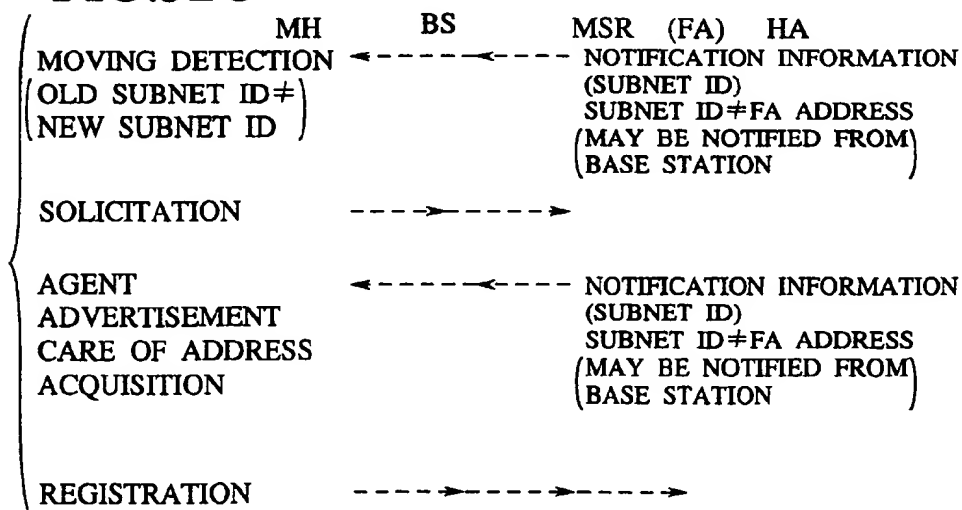 MH BS MSR (FA) HA
MOVING DETECTION
(OLD SUBNET ID≠
NEW SUBNET ID)
NOTIFICATION INFORMATION
(SUBNET ID)
SUBNET ID≠FA ADDRESS
(MAY BE NOTIFIED FROM
BASE STATION)
SOLICITATION
AGENT
ADVERTISEMENT
CARE OF ADDRESS
ACQUISITION
NOTIFICATION INFORMATION
(SUBNET ID)
SUBNET ID≠FA ADDRESS
(MAY BE NOTIFIED FROM
BASE STATION)
REGISTRATION